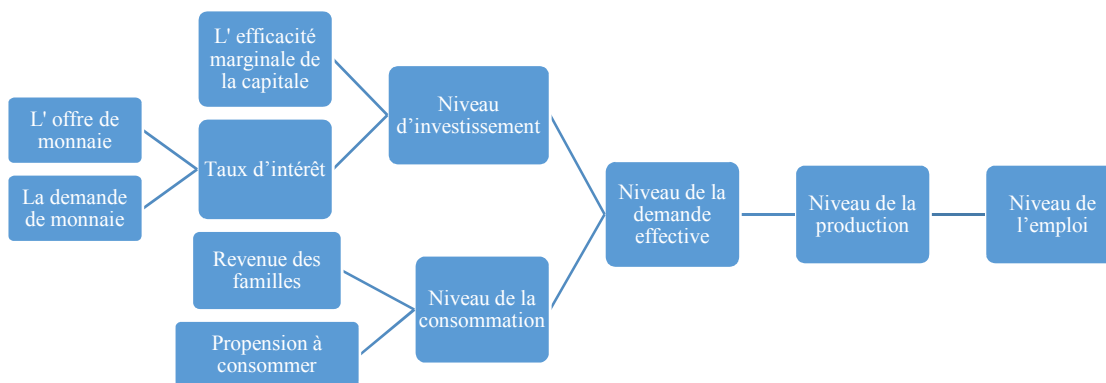 L' efficacité
marginale de
la capitale
L' offre de
monnaie
La demande
de monnaie
Taux d'intérêt
Niveau
d'investissement
Revenue des
familles
Propension à
consommer
Niveau de la
consommation
Niveau de la
demande
effective
Niveau de la
production
Niveau de
l'emploi